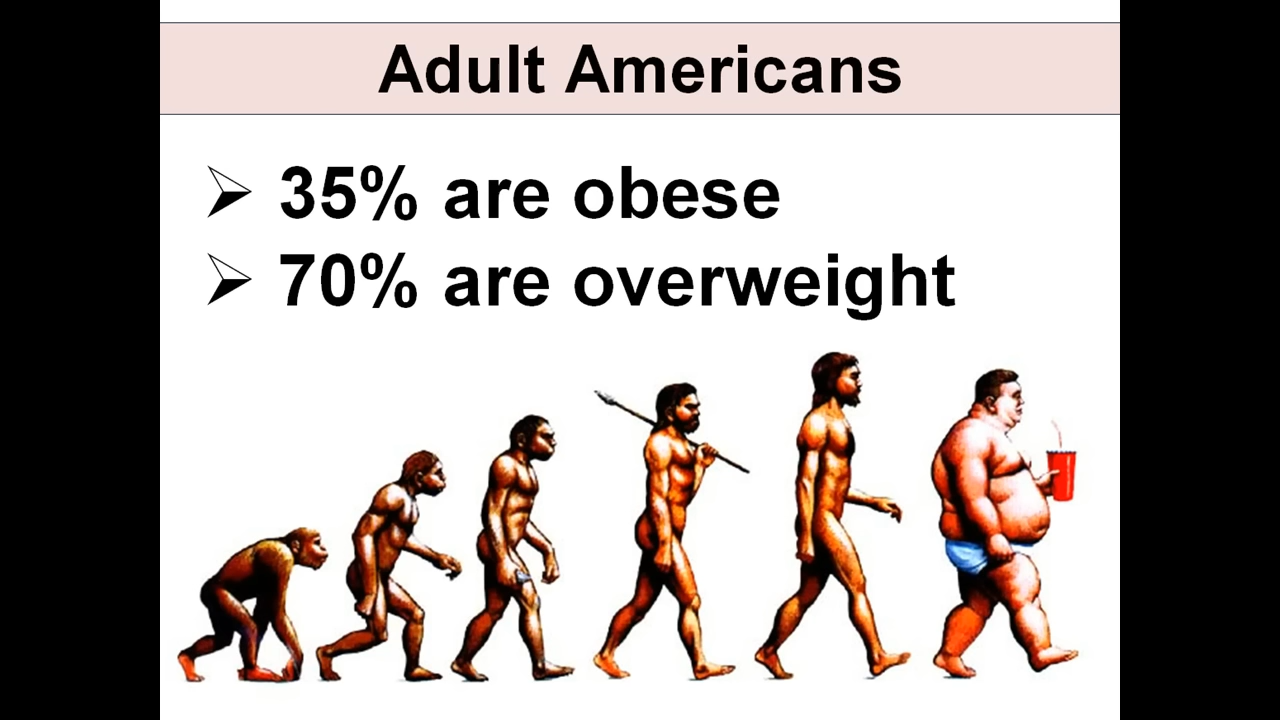 Adult Americans
➢ 35% are obese
➢ 70% are overweight